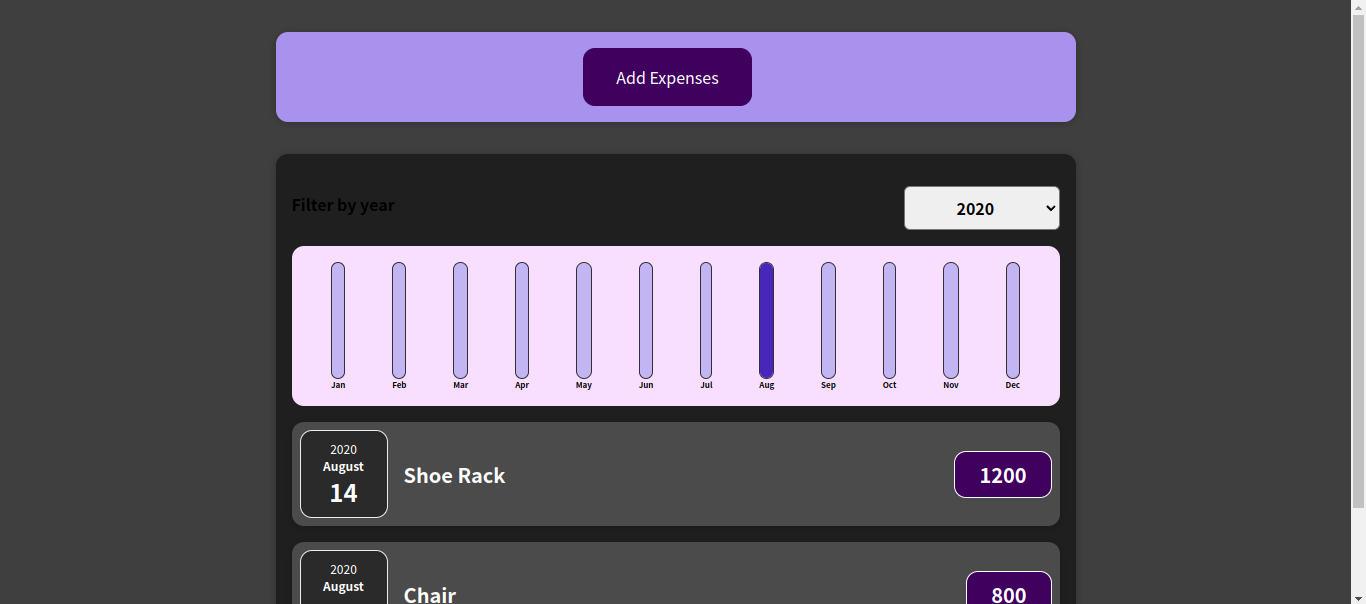 Add Expenses
Filter by year
2020
Jan Feb Mar Apr May Jun Jul Aug Sep Oct Nov Dec
2020
August
14
Shoe Rack
1200
2020
August
Chair
800